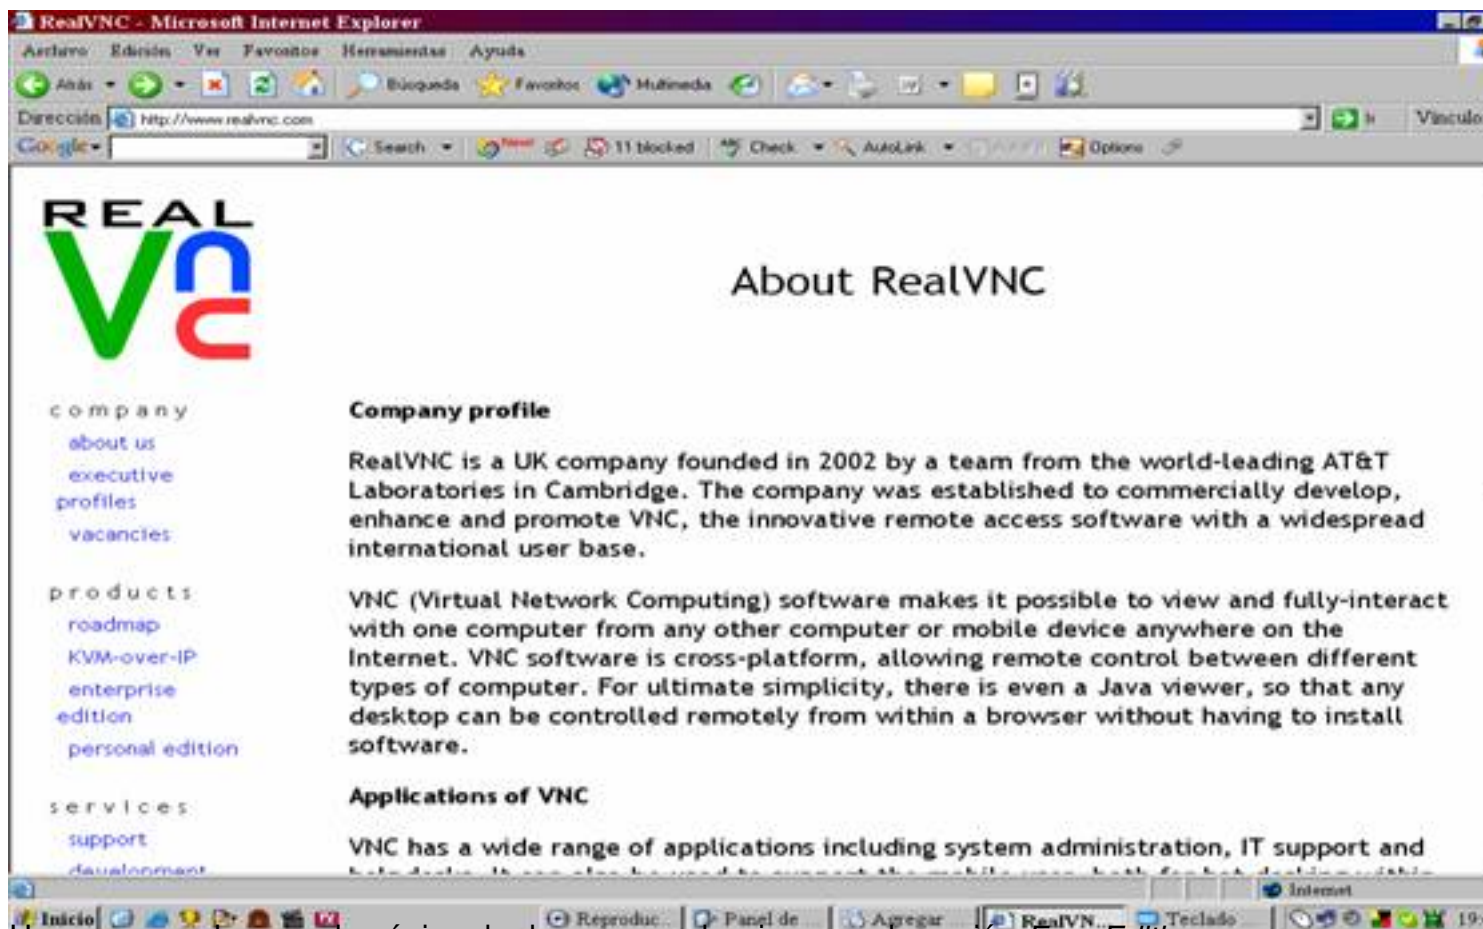 RealVNC - Microsoft Internet Explorer
Archivo Edición Ver Favoritos Herramientas Ayuda
Atrás Búsqueda Favoritos Multimedia
Dirección http://www.realvnc.com Ir Vínculo
Google Search New! 11 blocked Check AutoLink Options
REAL
Vnc
About RealVNC
company
about us
executive
profiles
vacancies
products
roadmap
KVM-over-IP
enterprise
edition
personal edition
services
support
development
Company profile
RealVNC is a UK company founded in 2002 by a team from the world-leading AT&T
Laboratories in Cambridge. The company was established to commercially develop,
enhance and promote VNC, the innovative remote access software with a widespread
international user base.
VNC (Virtual Network Computing) software makes it possible to view and fully-interact
with one computer from any other computer or mobile device anywhere on the
Internet. VNC software is cross-platform, allowing remote control between different
types of computer. For ultimate simplicity, there is even a Java viewer, so that any
desktop can be controlled remotely from within a browser without having to install
software.
Applications of VNC
VNC has a wide range of applications including system administration, IT support and
Internet
Inicio Reproduc... Panel de ... Agregar ... RealVN... Teclado ... 19: